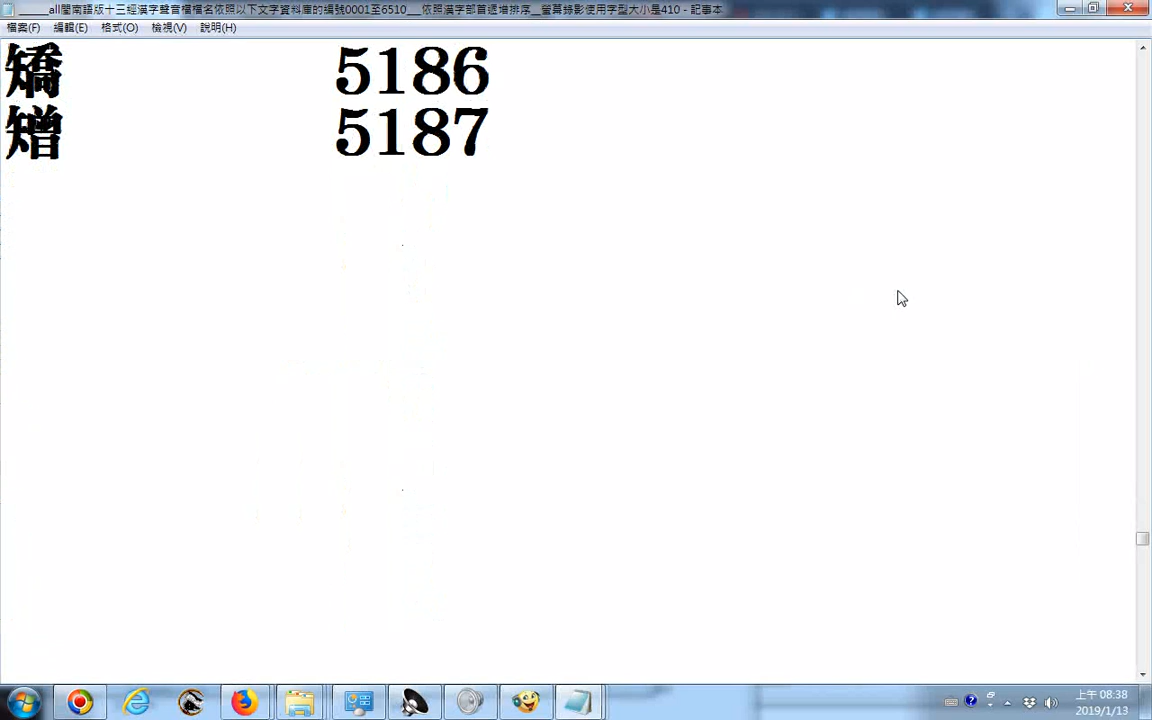 _____all閩南語版十三經漢字聲音檔檔名依照以下文字資料庫的編號0001至6510___依照漢字部首遞增排序__螢幕錄影使用字型大小是410 - 記事本
檔案(F) 編輯(E) 格式(O) 檢視(V) 說明(H)
矯 5186
矰 5187
上午 08:38
2019/1/13